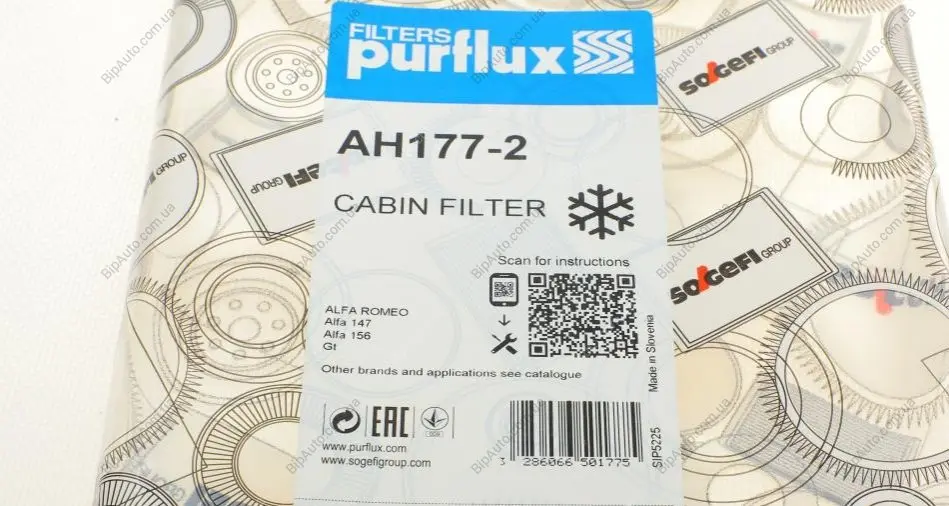 FILTERS
purflux
SOGEFI GROUP
AH177-2
GROUP
CABIN FILTER
SOGEFI GROUP
Scan for instructions
ALFA ROMEO
Alfa 147
Alfa 156
Gt
Other brands and applications see catalogue
Made in Slovenia
EAC
www.purflux.com
www.sogefigroup.com
3 286066 501775
SIP5225
BipAuto.com.ua